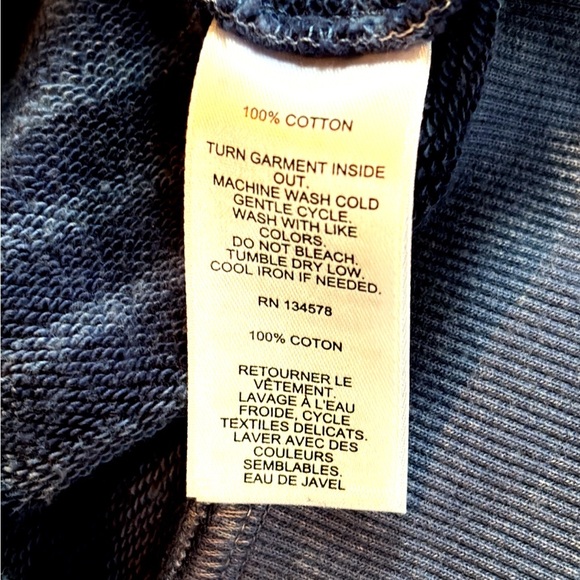 100% COTTON
TURN GARMENT INSIDE
OUT.
MACHINE WASH COLD
GENTLE CYCLE.
WASH WITH LIKE
COLORS.
DO NOT BLEACH.
TUMBLE DRY LOW.
COOL IRON IF NEEDED.
RN 134578
100% COTON
RETOURNER LE
VÊTEMENT.
LAVAGE À L'EAU
FROIDE, CYCLE
TEXTILES DELICATS.
LAVER AVEC DES
COULEURS
SEMBLABLES.
EAU DE JAVEL